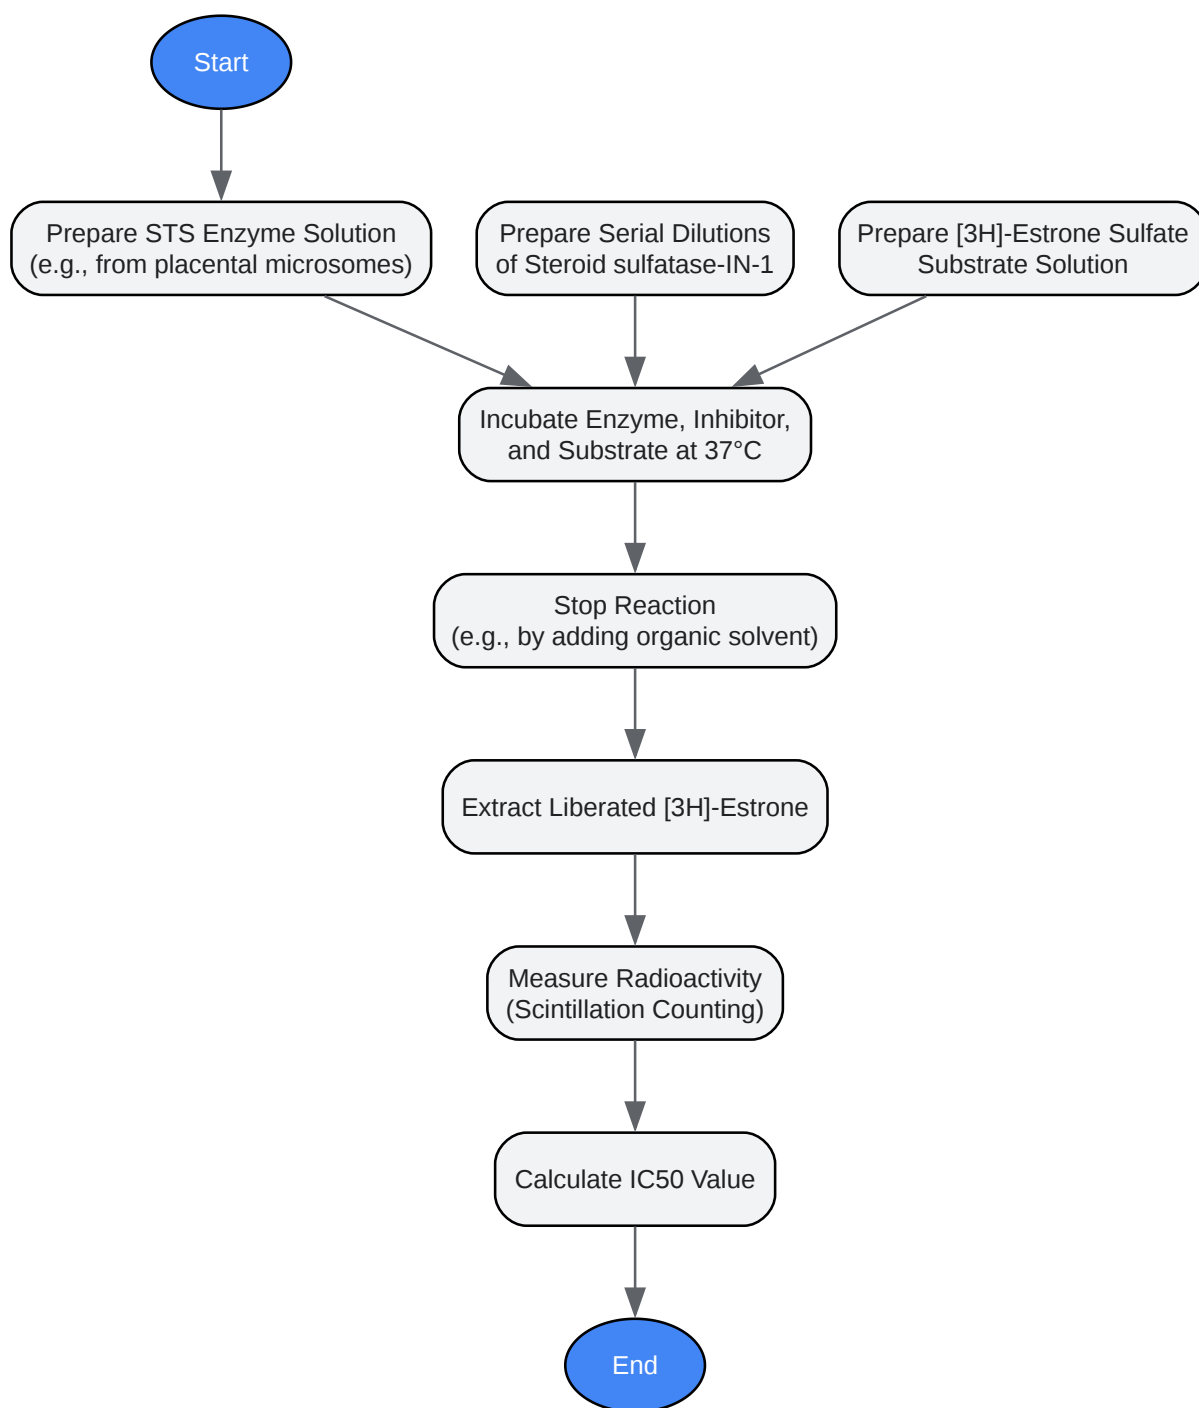 Start
Prepare STS Enzyme Solution
(e.g., from placental microsomes)
Prepare Serial Dilutions
of Steroid sulfatase-IN-1
Prepare [3H]-Estrone Sulfate
Substrate Solution
Incubate Enzyme, Inhibitor,
and Substrate at 37°C
Stop Reaction
(e.g., by adding organic solvent)
Extract Liberated [3H]-Estrone
Measure Radioactivity
(Scintillation Counting)
Calculate IC50 Value
End